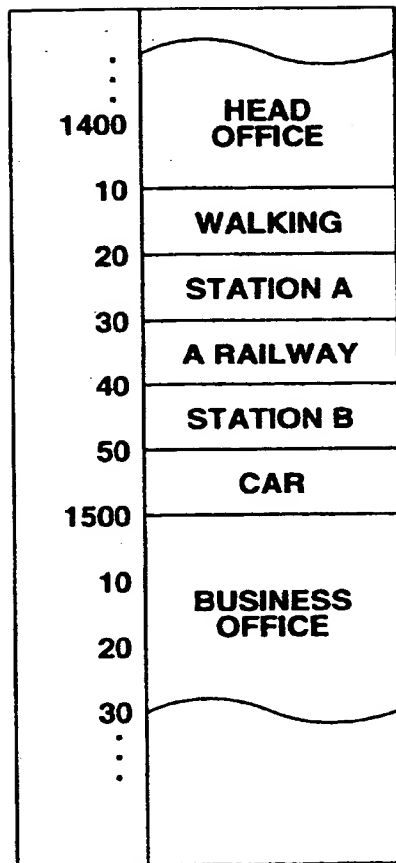 1400
HEAD
OFFICE
10
WALKING
20
STATION A
30
A RAILWAY
40
STATION B
50
CAR
1500
10
BUSINESS
OFFICE
20
30